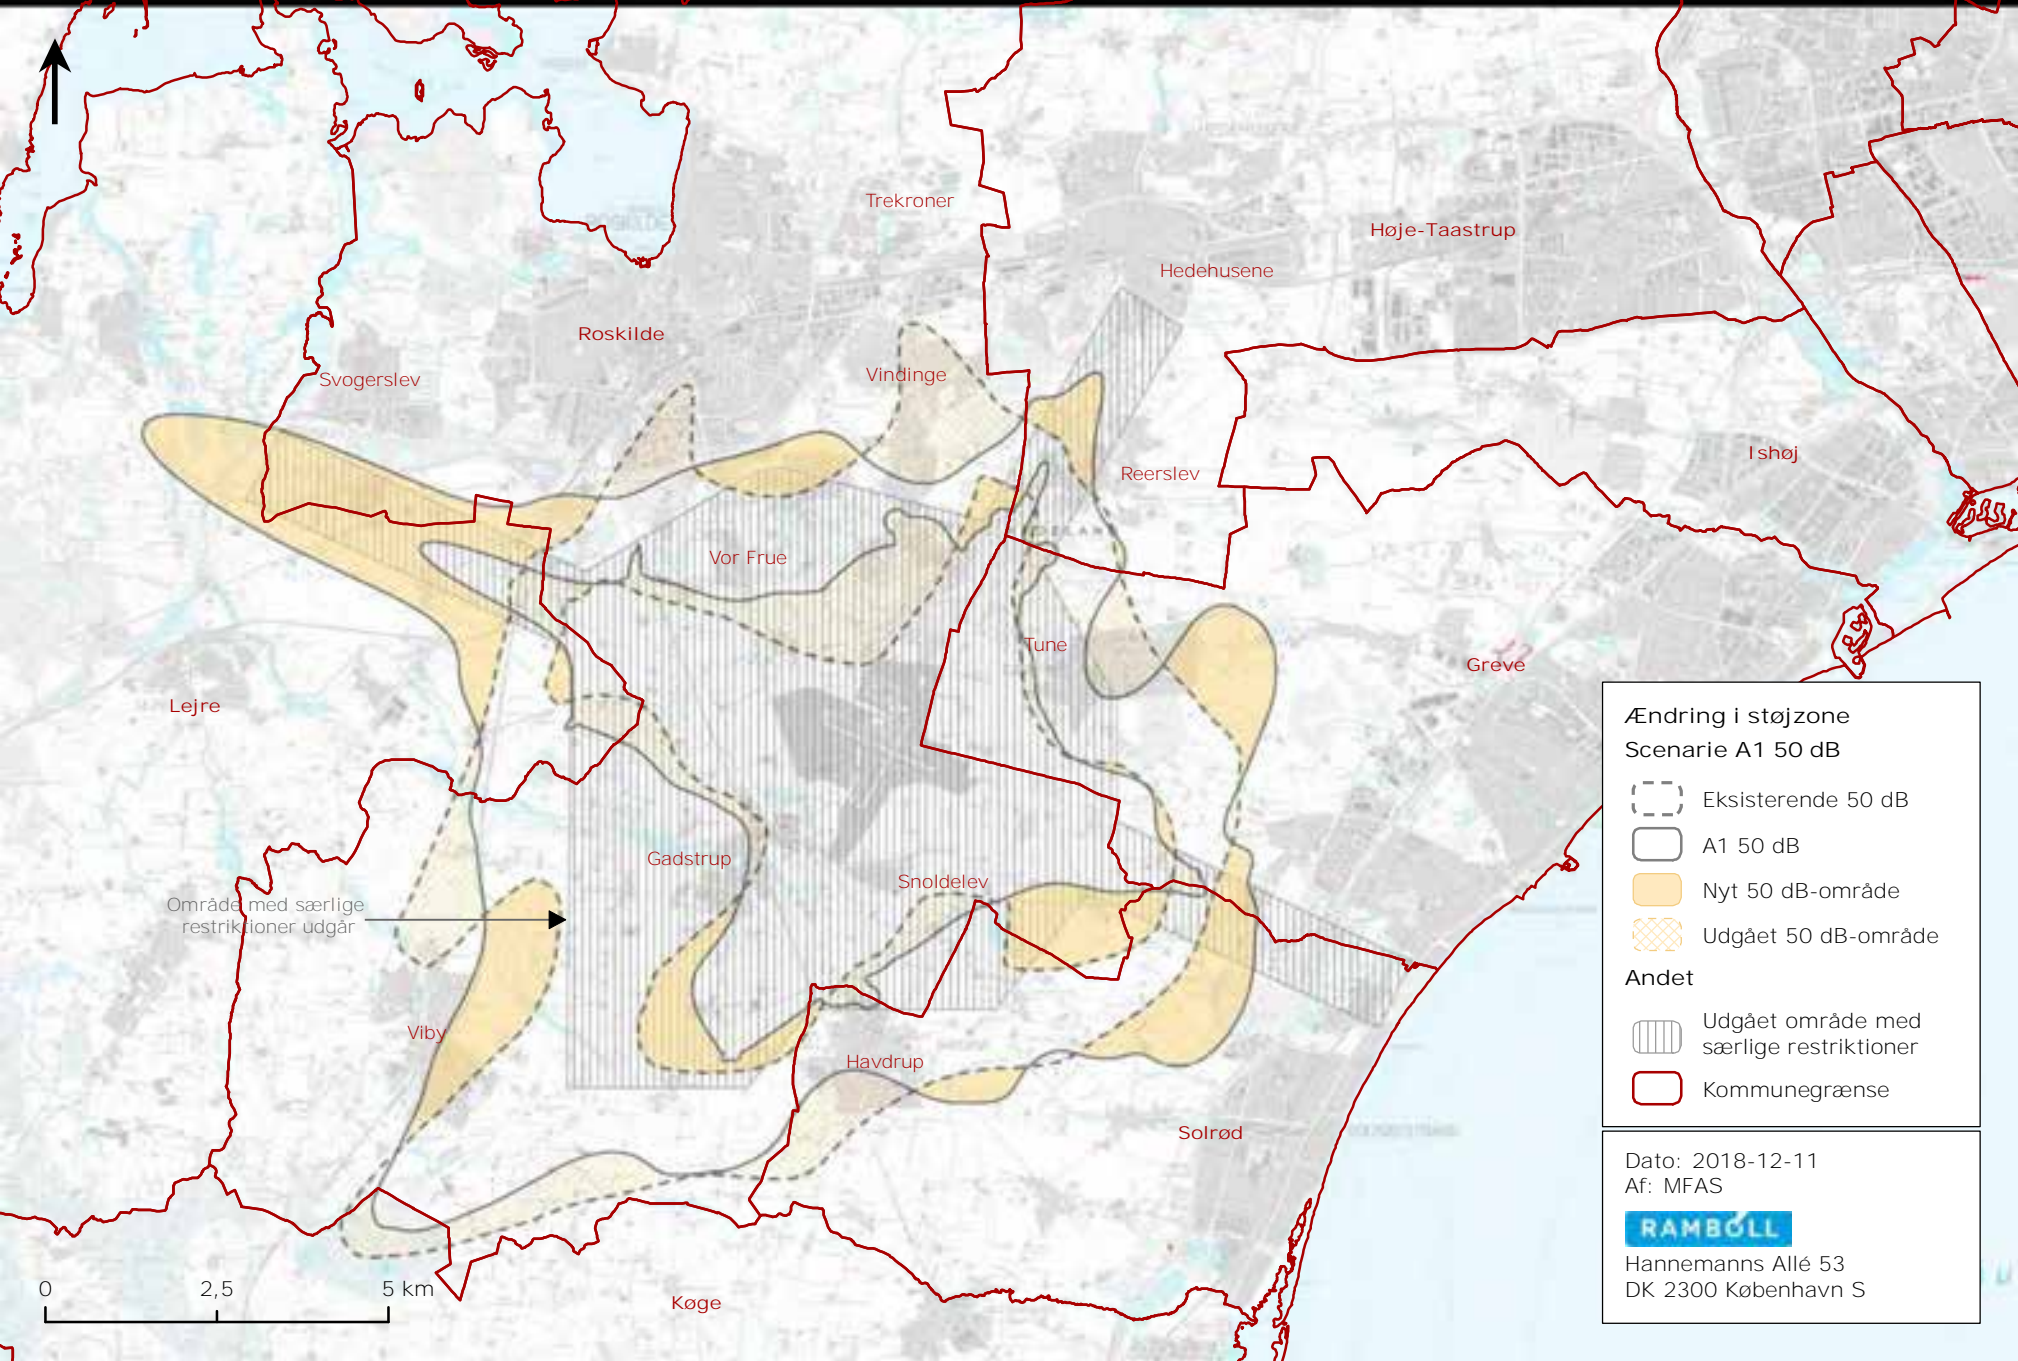 Trekroner
Høje-Taastrup
Hedehusene
Roskilde
Svogerslev
Vindinge
Ishøj
Reerslev
Vor Frue
Tune
Greve
Lejre
Gadstrup
Snoldelev
Område med særlige
restriktioner udgår
Viby
Havdrup
Solrød
Køge
0 2,5 5 km
Ændring i støjzone
Scenarie A1 50 dB
Eksisterende 50 dB
A1 50 dB
Nyt 50 dB-område
Udgået 50 dB-område
Andet
Udgået område med
særlige restriktioner
Kommunegrænse
Dato: 2018-12-11
Af: MFAS
RAMBOLL
Hannemanns Allé 53
DK 2300 København S